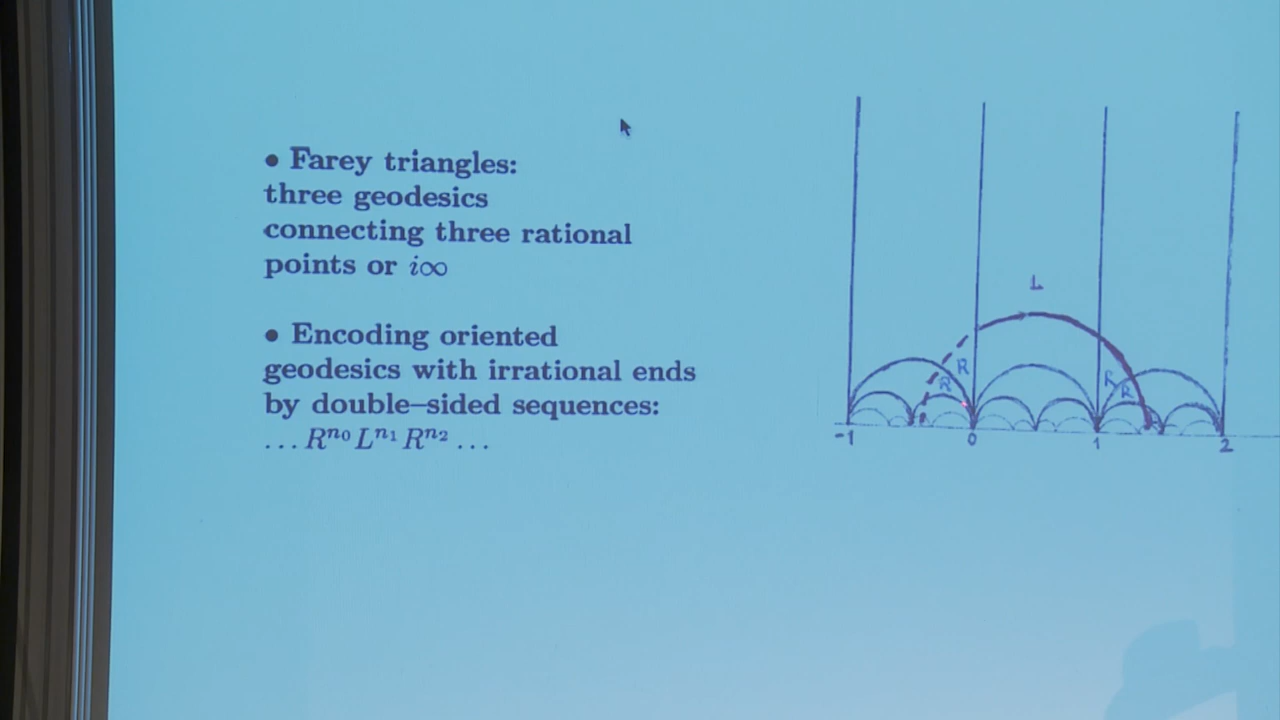 • Farey triangles:
three geodesics
connecting three rational
points or i∞
• Encoding oriented
geodesics with irrational ends
by double–sided sequences:
... R^{n_0} L^{n_1} R^{n_2} ...
L
R
R
R
R
-1 0 1 2